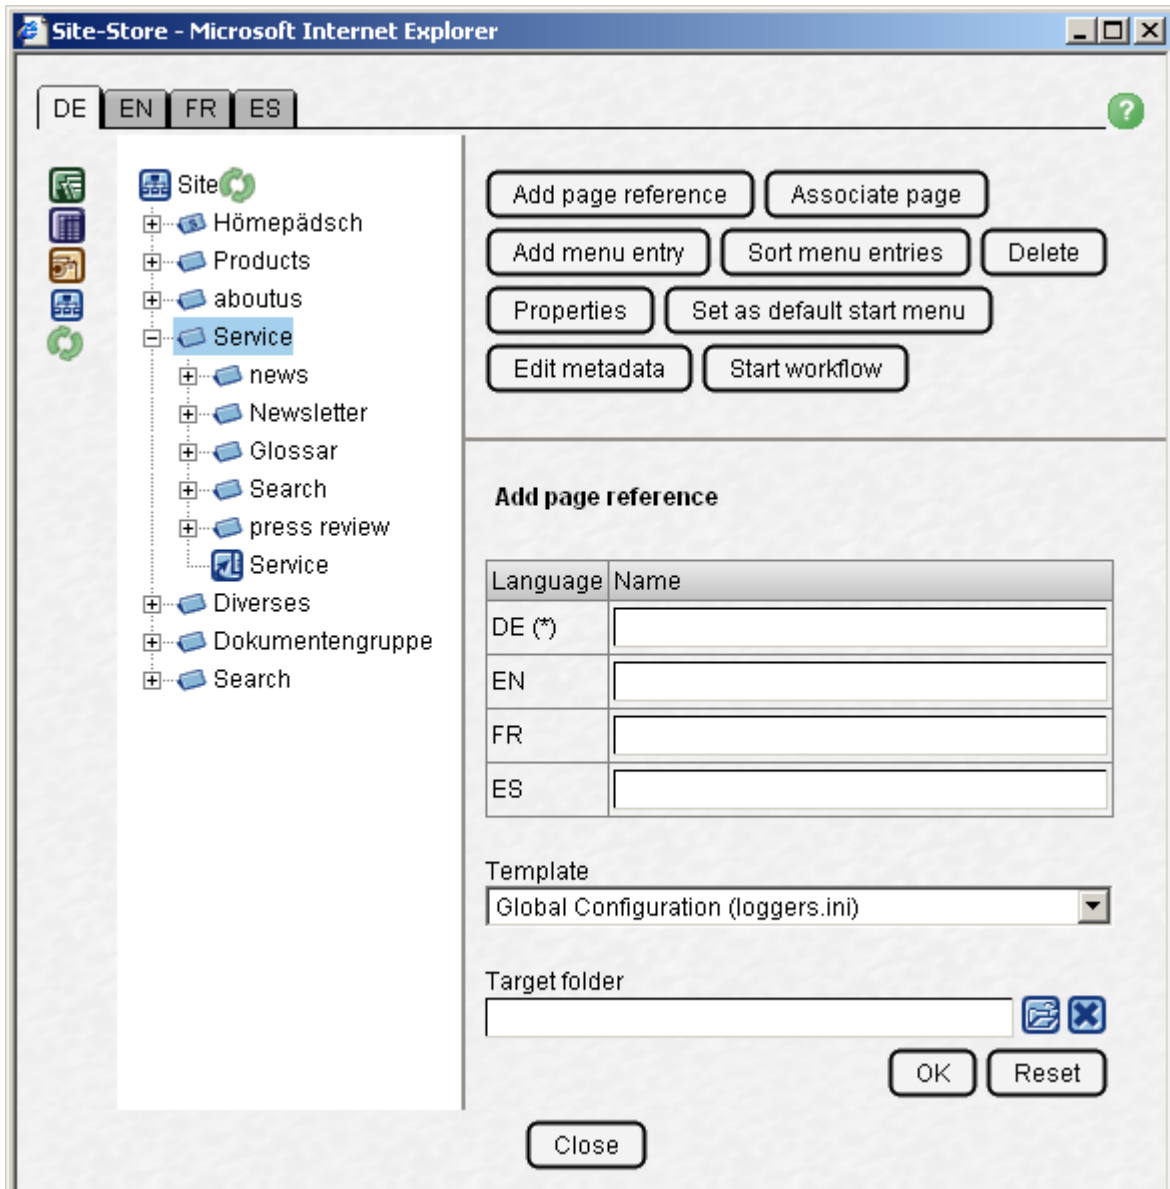 Site-Store - Microsoft Internet Explorer
DE EN FR ES
?
Site
Hömepädsch
Products
aboutus
Service
news
Newsletter
Glossar
Search
press review
Service
Diverses
Dokumentengruppe
Search
Add page reference Associate page
Add menu entry Sort menu entries Delete
Properties Set as default start menu
Edit metadata Start workflow
Add page reference
Language Name
DE (*)
EN
FR
ES
Template
Global Configuration (loggers.ini)
Target folder
OK Reset
Close